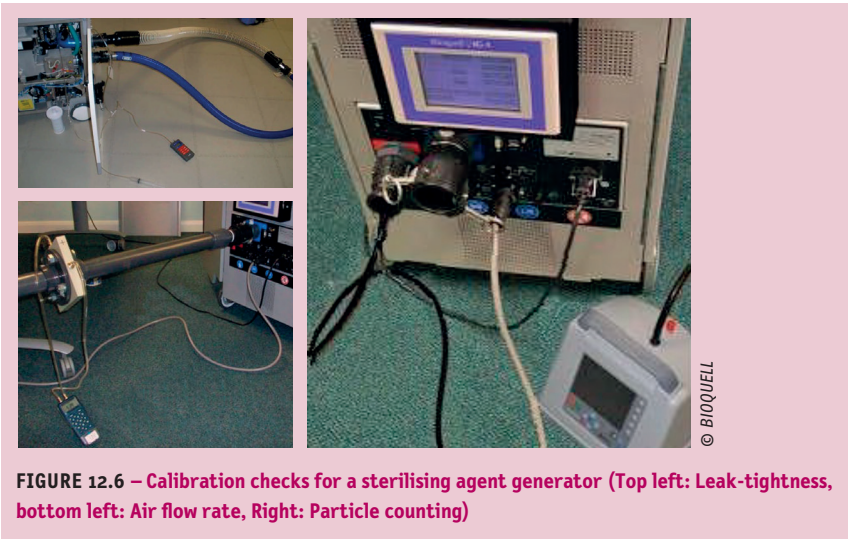 © BIOQUELL
FIGURE 12.6 – Calibration checks for a sterilising agent generator (Top left: Leak-tightness,
bottom left: Air flow rate, Right: Particle counting)